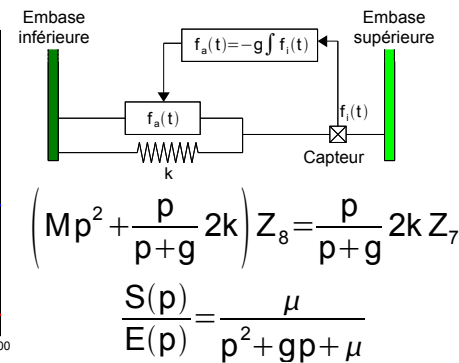 Embase inférieure
Embase supérieure
f_a(t)=−g∫f_i(t)
f_a(t)
f_i(t)
k
Capteur
(Mp²+p/(p+g) 2k)Z₈=p/(p+g) 2k Z₇
S(p)/E(p)=μ/(p²+gp+μ)